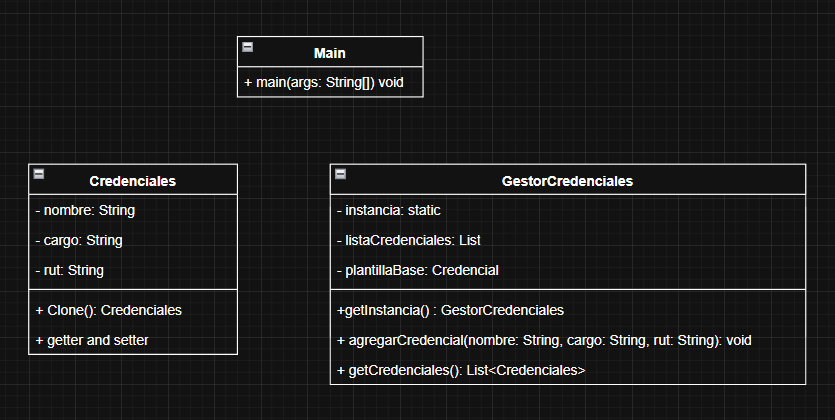 Main
+ main(args: String[]) void
Credenciales
- nombre: String
- cargo: String
- rut: String
+ Clone(): Credenciales
+ getter and setter
GestorCredenciales
- instancia: static
- listaCredenciales: List
- plantillaBase: Credencial
+getInstancia() : GestorCredenciales
+ agregarCredencial(nombre: String, cargo: String, rut: String): void
+ getCredenciales(): List<Credenciales>